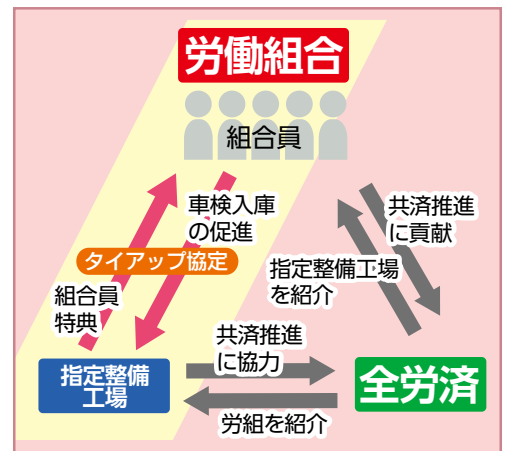 労働組合
組合員
車検入庫
の促進
共済推進
に貢献
タイアップ協定
指定整備工場
を紹介
組合員
特典
共済推進
に協力
指定整備
工場
全労済
労組を紹介